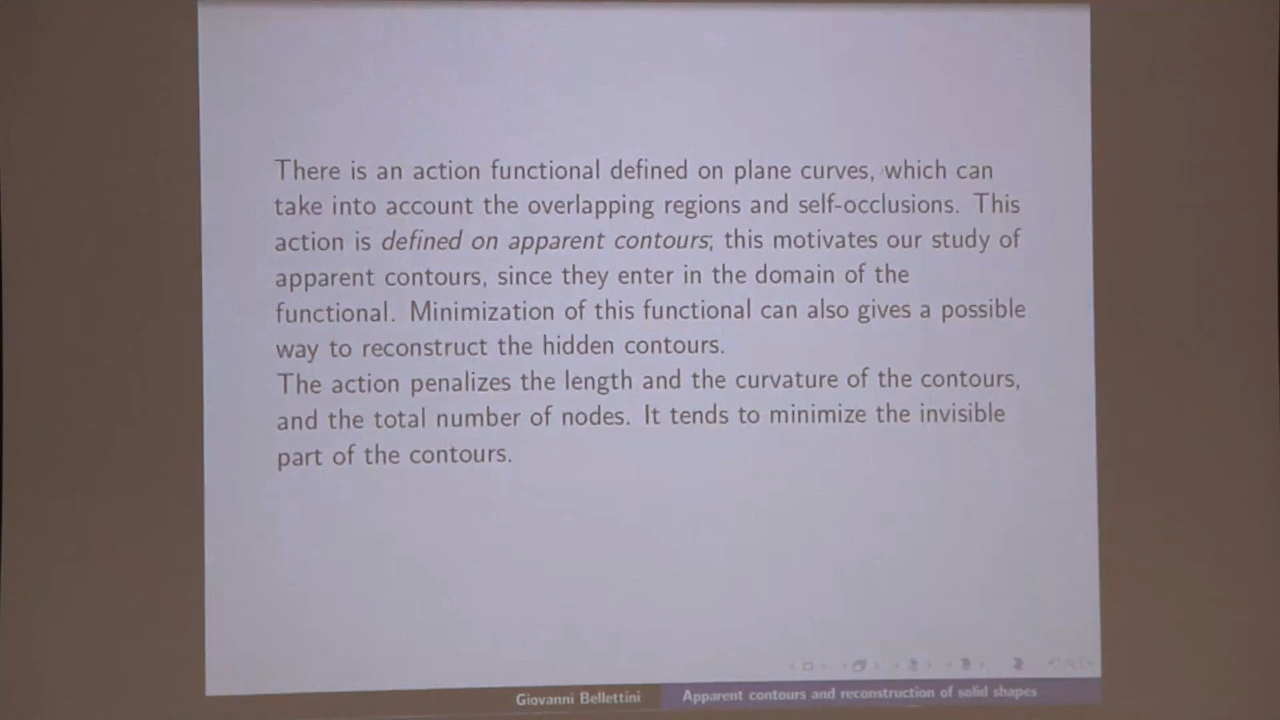 There is an action functional defined on plane curves, which can
take into account the overlapping regions and self-occlusions. This
action is defined on apparent contours; this motivates our study of
apparent contours, since they enter in the domain of the
functional. Minimization of this functional can also gives a possible
way to reconstruct the hidden contours.
The action penalizes the length and the curvature of the contours,
and the total number of nodes. It tends to minimize the invisible
part of the contours.
Giovanni Bellettini Apparent contours and reconstruction of solid shapes